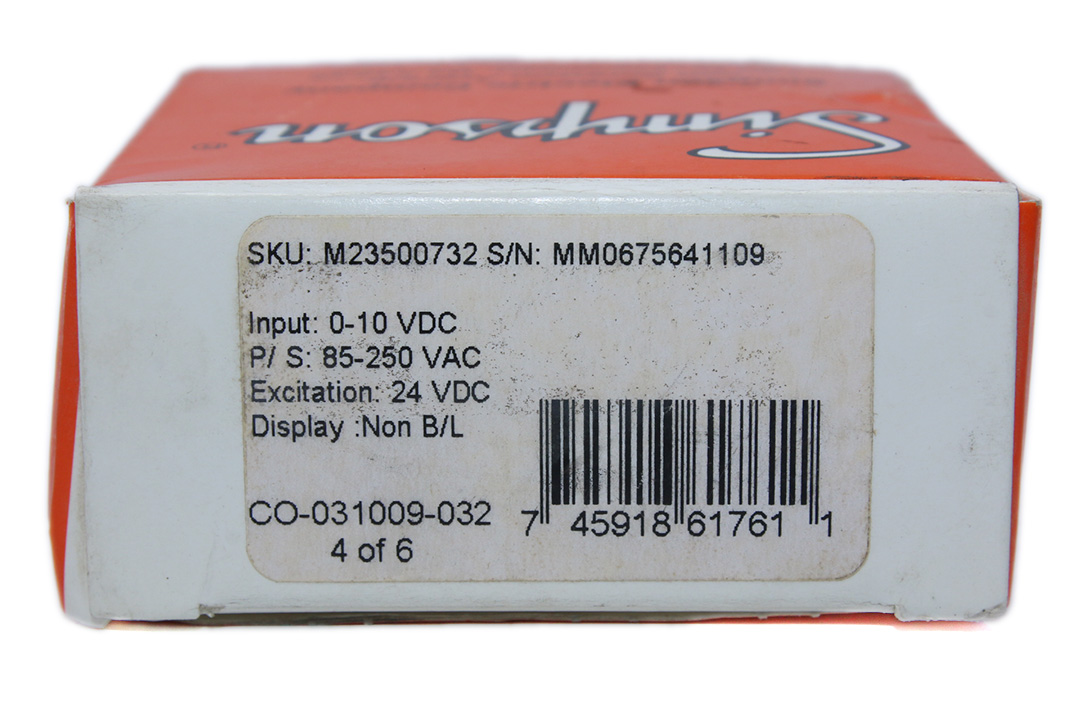 Simpson ®
SKU: M23500732 S/N: MM0675641109
Input: 0-10 VDC
P/ S: 85-250 VAC
Excitation: 24 VDC
Display :Non B/L
CO-031009-032
4 of 6
7 45918 61761 1